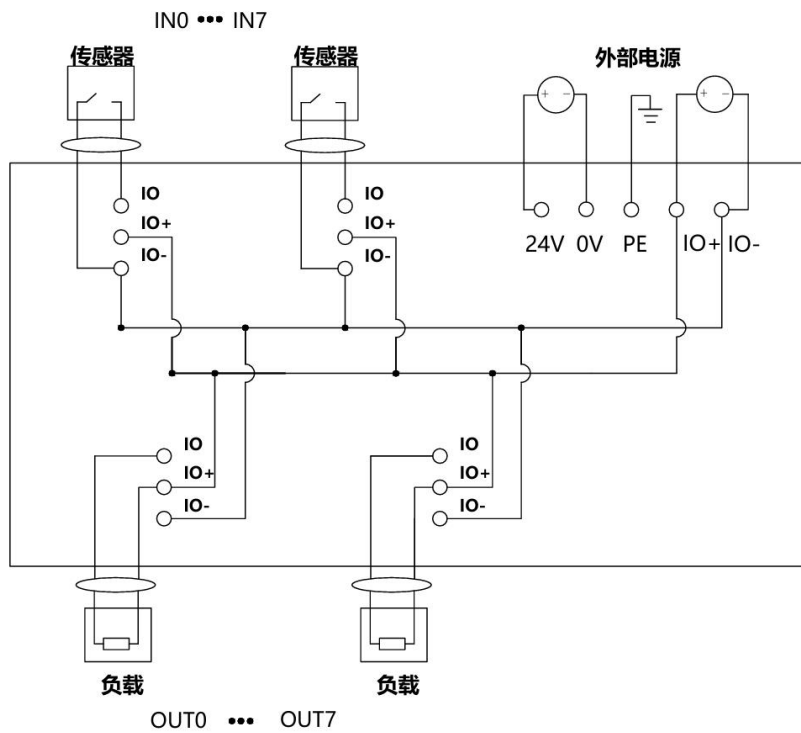 IN0 ••• IN7
传感器 传感器 外部电源
+ - + -
IO IO
IO+ IO+
IO- IO-
24V 0V PE IO+ IO-
IO IO
IO+ IO+
IO- IO-
负载 负载
OUT0 ••• OUT7